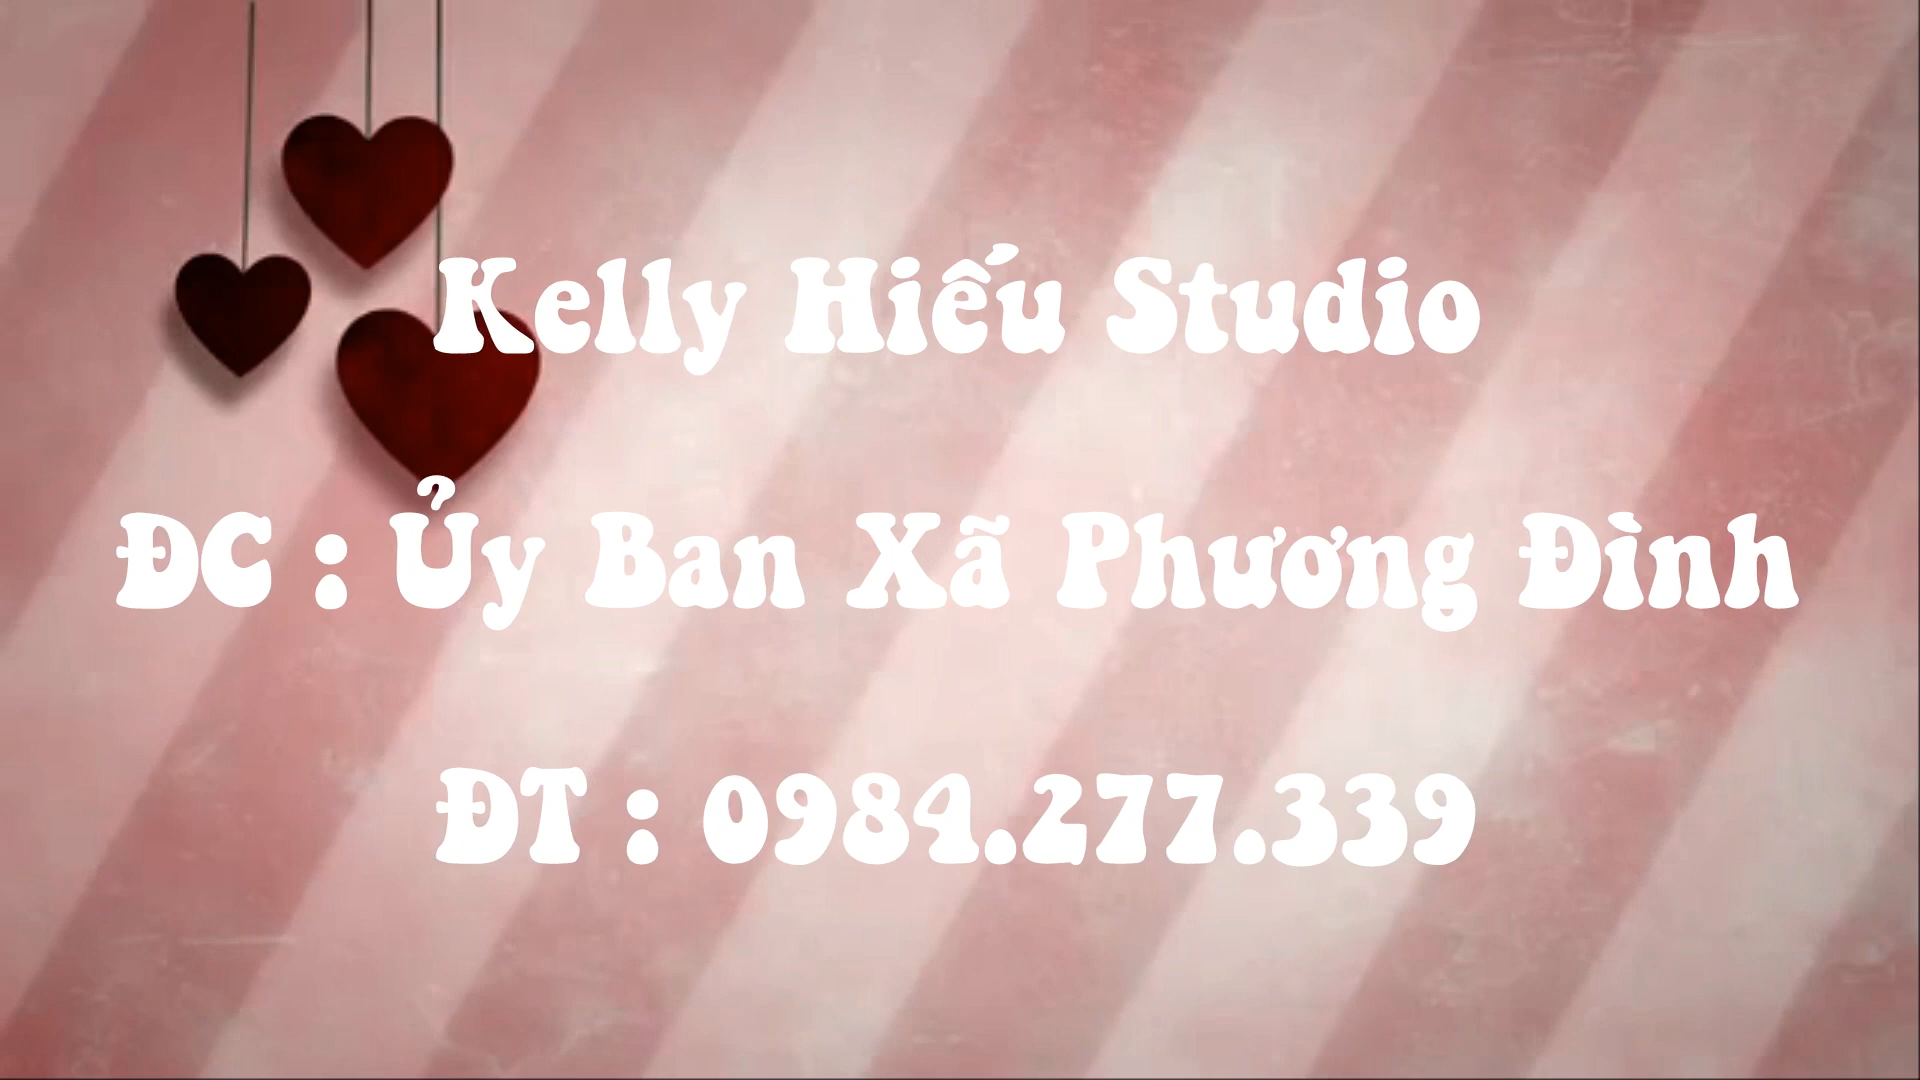 Kelly Hiếu Studio
ĐC : Ủy Ban Xã Phương Đình
ĐT : 0984.277.339